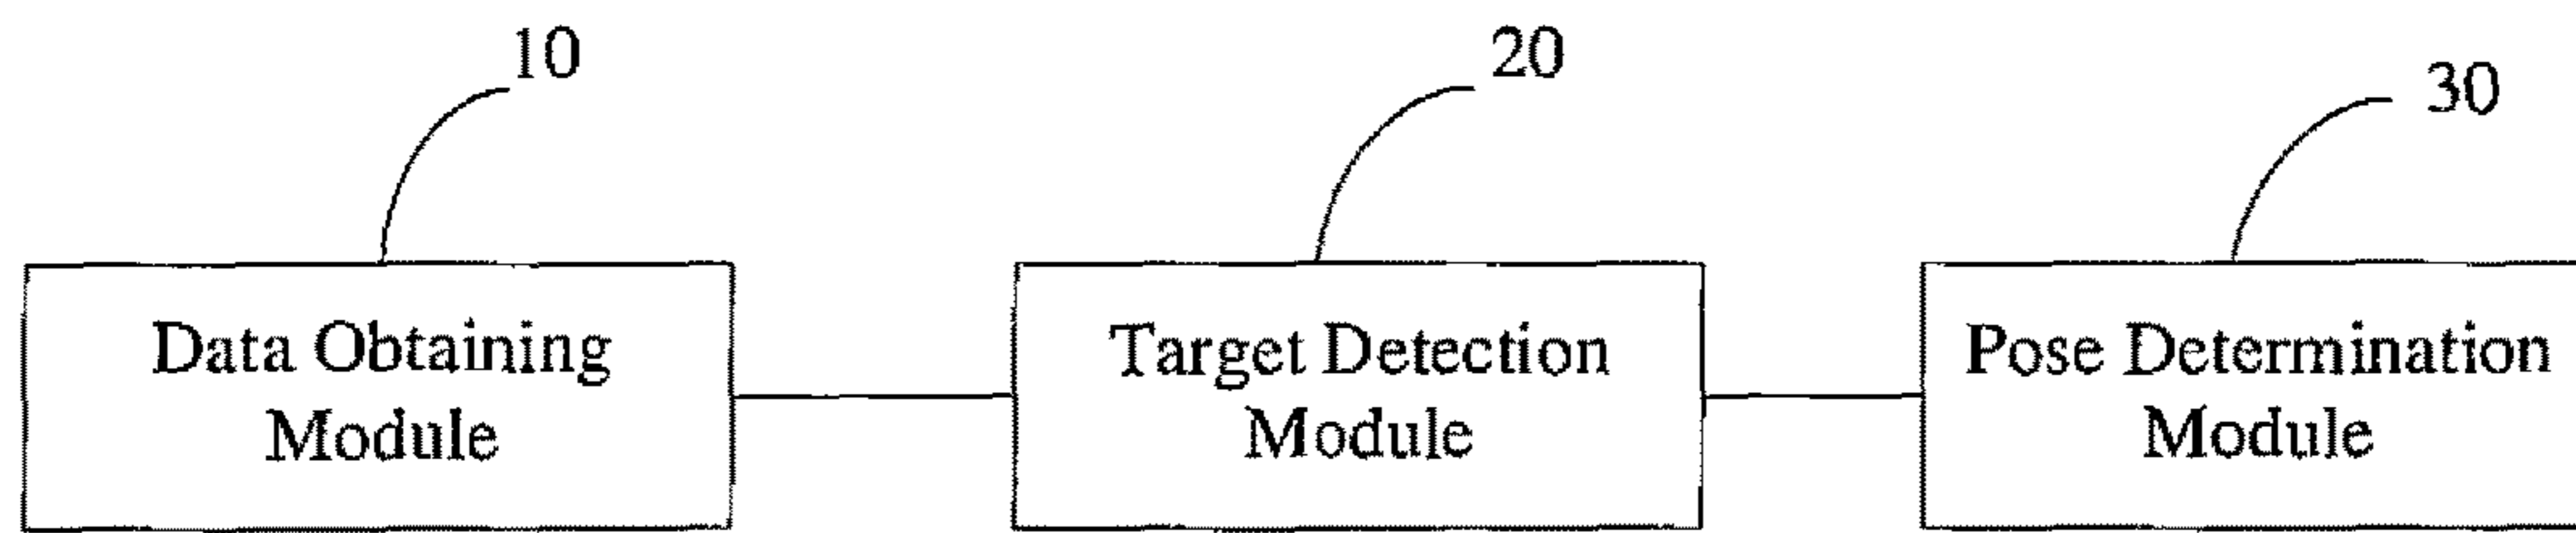 10
20
30
Data Obtaining
Module
Target Detection
Module
Pose Determination
Module